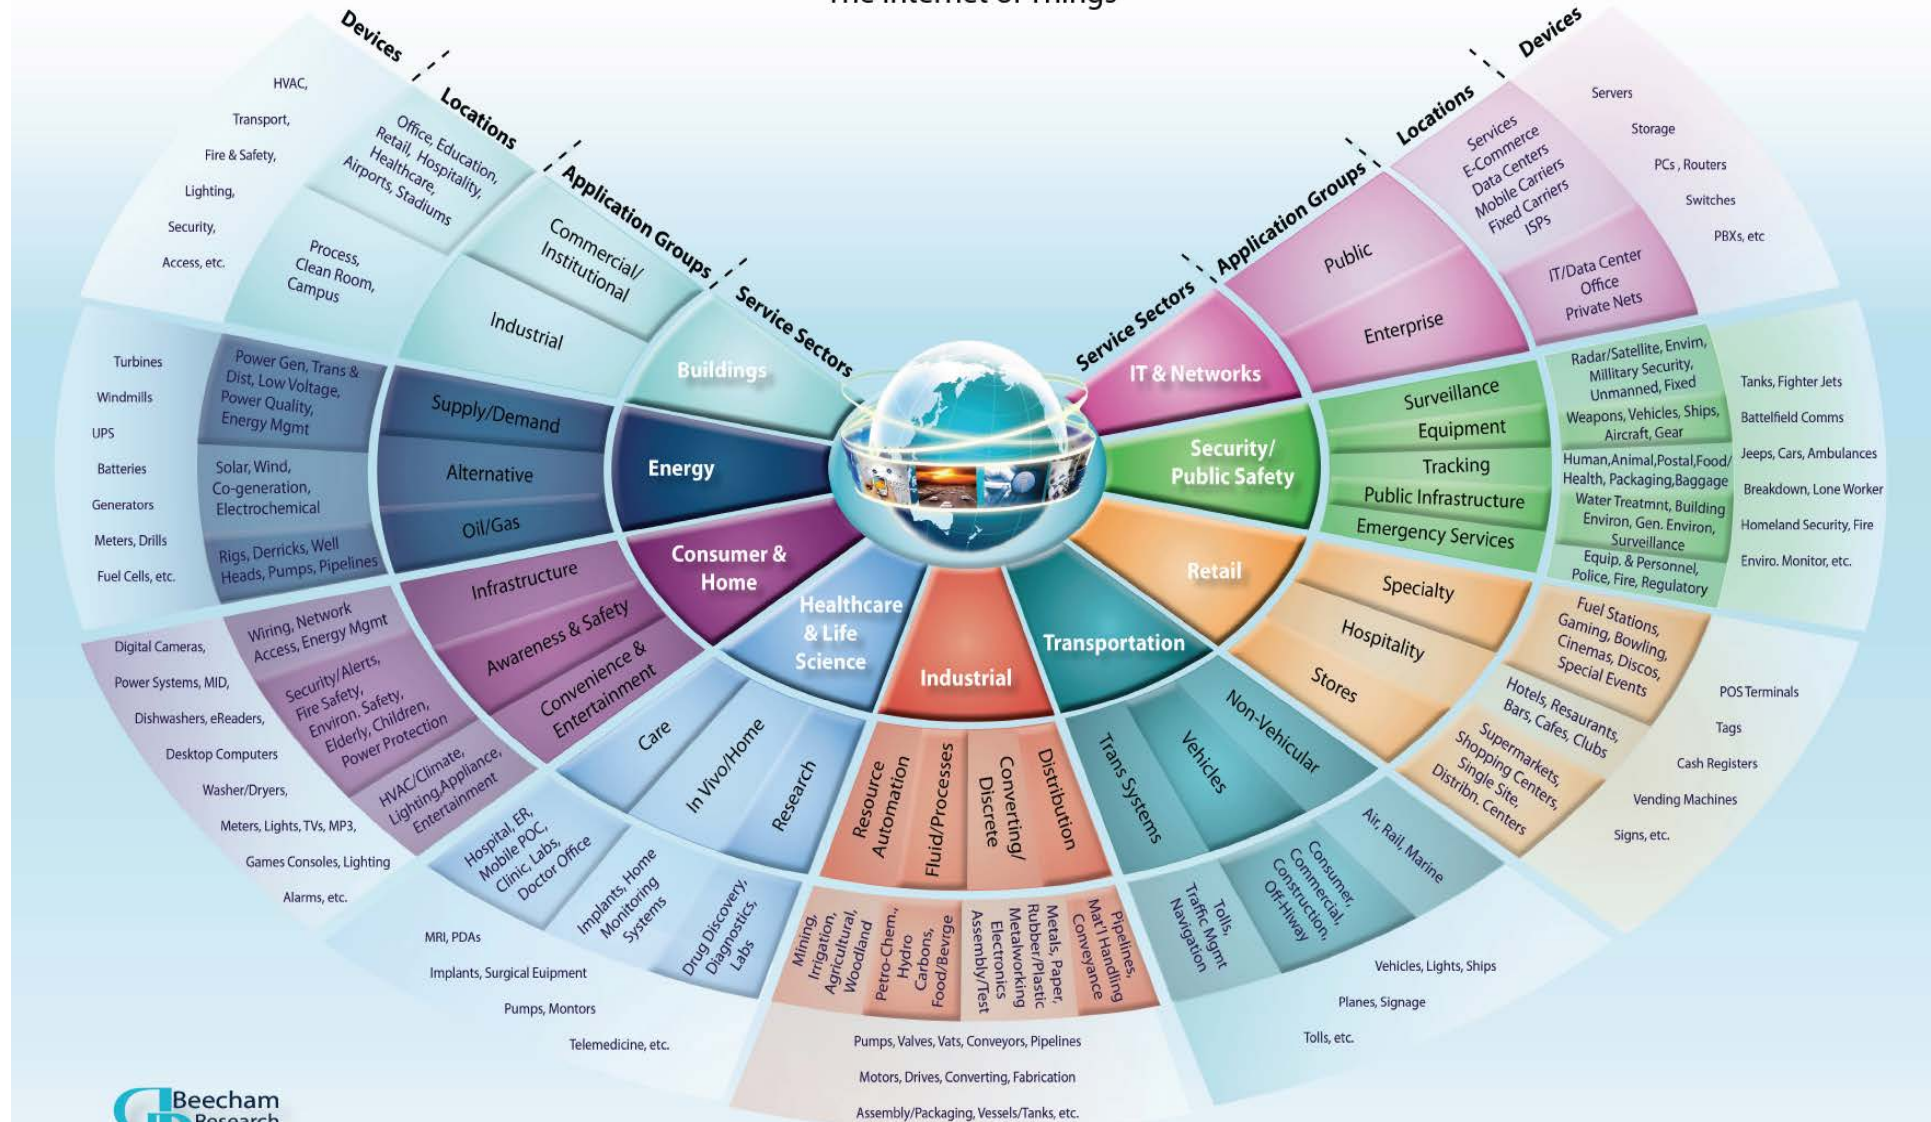 The Internet of Things
Devices
Locations
Application Groups
Service Sectors
Service Sectors
Application Groups
Locations
Devices
Buildings
Commercial/
Institutional
Industrial
Office, Education,
Retail, Hospitality,
Healthcare,
Airports, Stadiums
Process,
Clean Room,
Campus
HVAC,
Transport,
Fire & Safety,
Lighting,
Security,
Access, etc.
Energy
Supply/Demand
Alternative
Oil/Gas
Power Gen, Trans &
Dist, Low Voltage,
Power Quality,
Energy Mgmt
Solar, Wind,
Co-generation,
Electrochemical
Rigs, Derricks, Well
Heads, Pumps, Pipelines
Turbines
Windmills
UPS
Batteries
Generators
Meters, Drills
Fuel Cells, etc.
Consumer &
Home
Infrastructure
Awareness & Safety
Convenience &
Entertainment
Wiring, Network
Access, Energy Mgmt
Security/Alerts,
Fire Safety,
Environ. Safety,
Elderly, Children,
Power Protection
HVAC/Climate,
Lighting,Appliance,
Entertainment
Digital Cameras,
Power Systems, MID,
Dishwashers, eReaders,
Desktop Computers
Washer/Dryers,
Meters, Lights, TVs, MP3,
Games Consoles, Lighting
Alarms, etc.
Healthcare
& Life
Science
Care
In Vivo/Home
Research
Hospital, ER,
Mobile POC,
Clinic, Labs,
Doctor Office
Implants, Home
Monitoring
Systems
Drug Discovery,
Diagnostics,
Labs
MRI, PDAs
Implants, Surgical Euipment
Pumps, Montors
Telemedicine, etc.
Industrial
Resource
Automation
Fluid/Processes
Converting/
Discrete
Distribution
Mining,
Irrigation,
Agricultural,
Woodland
Petro-Chem.,
Hydro
Carbons,
Food/Bevrge
Metals, Paper,
Rubber/Plastic
Metalworking
Electronics
Assembly/Test
Pipelines,
Mat'l Handling
Conveyance
Pumps, Valves, Vats, Conveyors, Pipelines
Motors, Drives, Converting, Fabrication
Assembly/Packaging, Vessels/Tanks, etc.
Transportation
Trans Systems
Vehicles
Non-Vehicular
Tolls,
Traffic Mgmt
Navigation
Consumer,
Commercial,
Construction,
Off-Hiway
Air, Rail, Marine
Vehicles, Lights, Ships
Planes, Signage
Tolls, etc.
Retail
Specialty
Hospitality
Stores
Fuel Stations,
Gaming, Bowling,
Cinemas, Discos,
Special Events
Hotels, Resaurants,
Bars, Cafes, Clubs
Supermarkets,
Shopping Centers,
Single Site,
Distribn. Centers
POS Terminals
Tags
Cash Registers
Vending Machines
Signs, etc.
Security/
Public Safety
Surveillance
Equipment
Tracking
Public Infrastructure
Emergency Services
Radar/Satellite, Envirn,
Millitary Security,
Unmanned, Fixed
Weapons, Vehicles, Ships,
Aircraft, Gear
Human,Animal,Postal,Food/
Health, Packaging,Baggage
Water Treatmnt, Building
Environ, Gen. Environ,
Surveillance
Equip. & Personnel,
Police, Fire, Regulatory
Tanks, Fighter Jets
Battelfield Comms
Jeeps, Cars, Ambulances
Breakdown, Lone Worker
Homeland Security, Fire
Enviro. Monitor, etc.
IT & Networks
Public
Enterprise
Services
E-Commerce
Data Centers
Mobile Carriers
Fixed Carriers
ISPs
IT/Data Center
Office
Private Nets
Servers
Storage
PCs , Routers
Switches
PBXs, etc
Beecham
Research